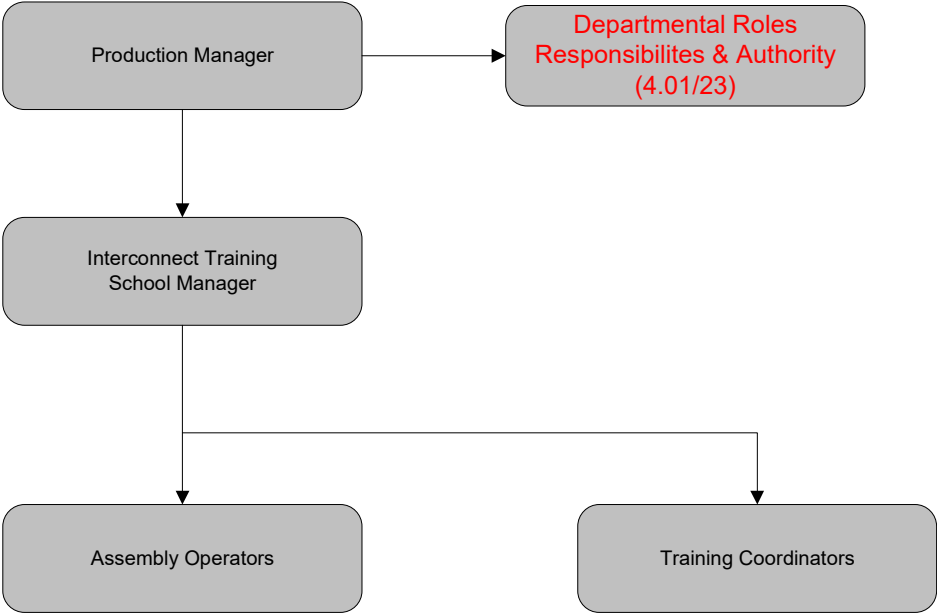 Production Manager
Departmental Roles
Responsibilites & Authority
(4.01/23)
Interconnect Training
School Manager
Assembly Operators
Training Coordinators